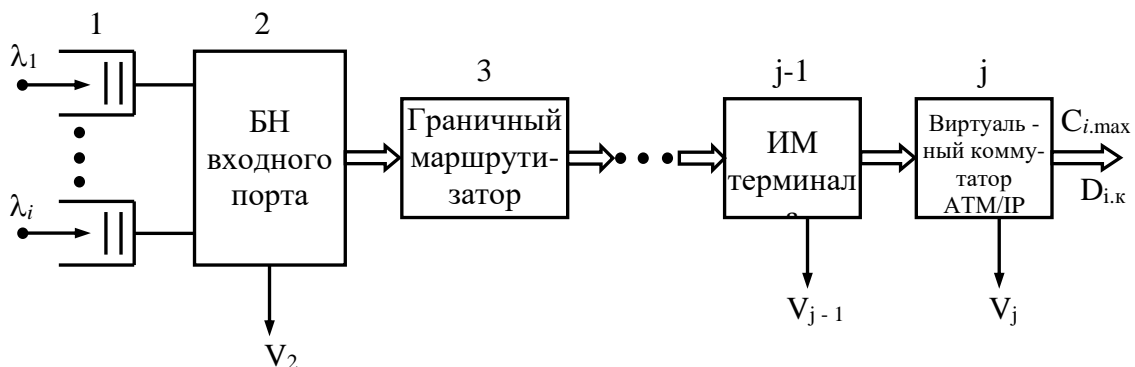 1
2
3
j-1
j
λ1
λi
БН
входного
порта
Граничный
маршрути-
затор
ИМ
терминал
Виртуаль -
ный комму-
татор
ATM/IP
Ci.max
Di.к
V2
Vj - 1
Vj